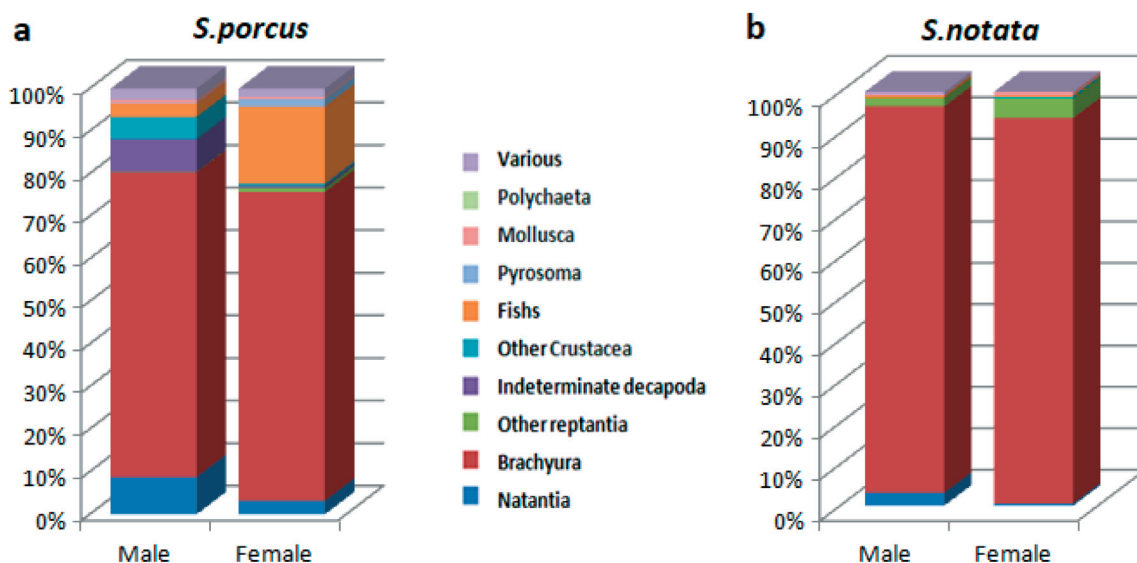 a
S.porcus
100%
90%
80%
70%
60%
50%
40%
30%
20%
10%
0%
Male
Female
Various
Polychaeta
Mollusca
Pyrosoma
Fishs
Other Crustacea
Indeterminate decapoda
Other reptantia
Brachyura
Natantia
b
S.notata
100%
90%
80%
70%
60%
50%
40%
30%
20%
10%
0%
Male
Female